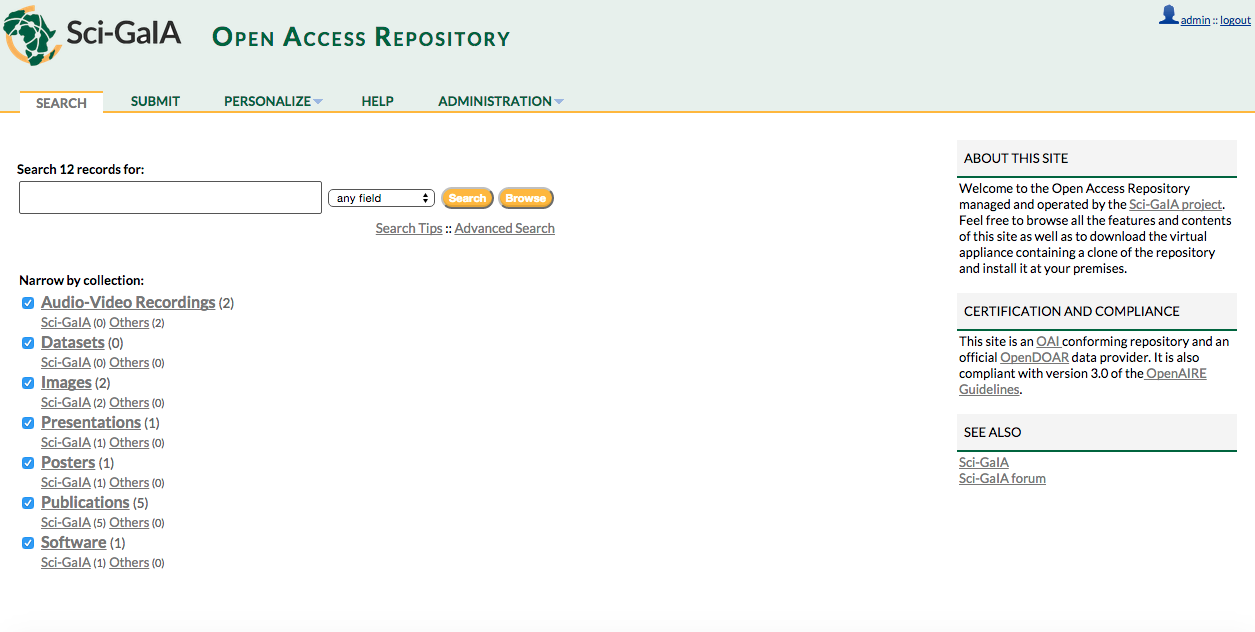 Sci-GaIA
OPEN ACCESS REPOSITORY
admin :: logout
SEARCH
SUBMIT
PERSONALIZE
HELP
ADMINISTRATION
Search 12 records for:
any field
Search
Browse
Search Tips :: Advanced Search
Narrow by collection:
Audio-Video Recordings (2)
Sci-GaIA (0) Others (2)
Datasets (0)
Sci-GaIA (0) Others (0)
Images (2)
Sci-GaIA (2) Others (0)
Presentations (1)
Sci-GaIA (1) Others (0)
Posters (1)
Sci-GaIA (1) Others (0)
Publications (5)
Sci-GaIA (5) Others (0)
Software (1)
Sci-GaIA (1) Others (0)
ABOUT THIS SITE
Welcome to the Open Access Repository
managed and operated by the Sci-GaIA project.
Feel free to browse all the features and contents
of this site as well as to download the virtual
appliance containing a clone of the repository
and install it at your premises.
CERTIFICATION AND COMPLIANCE
This site is an OAI conforming repository and an
official OpenDOAR data provider. It is also
compliant with version 3.0 of the OpenAIRE
Guidelines.
SEE ALSO
Sci-GaIA
Sci-GaIA forum